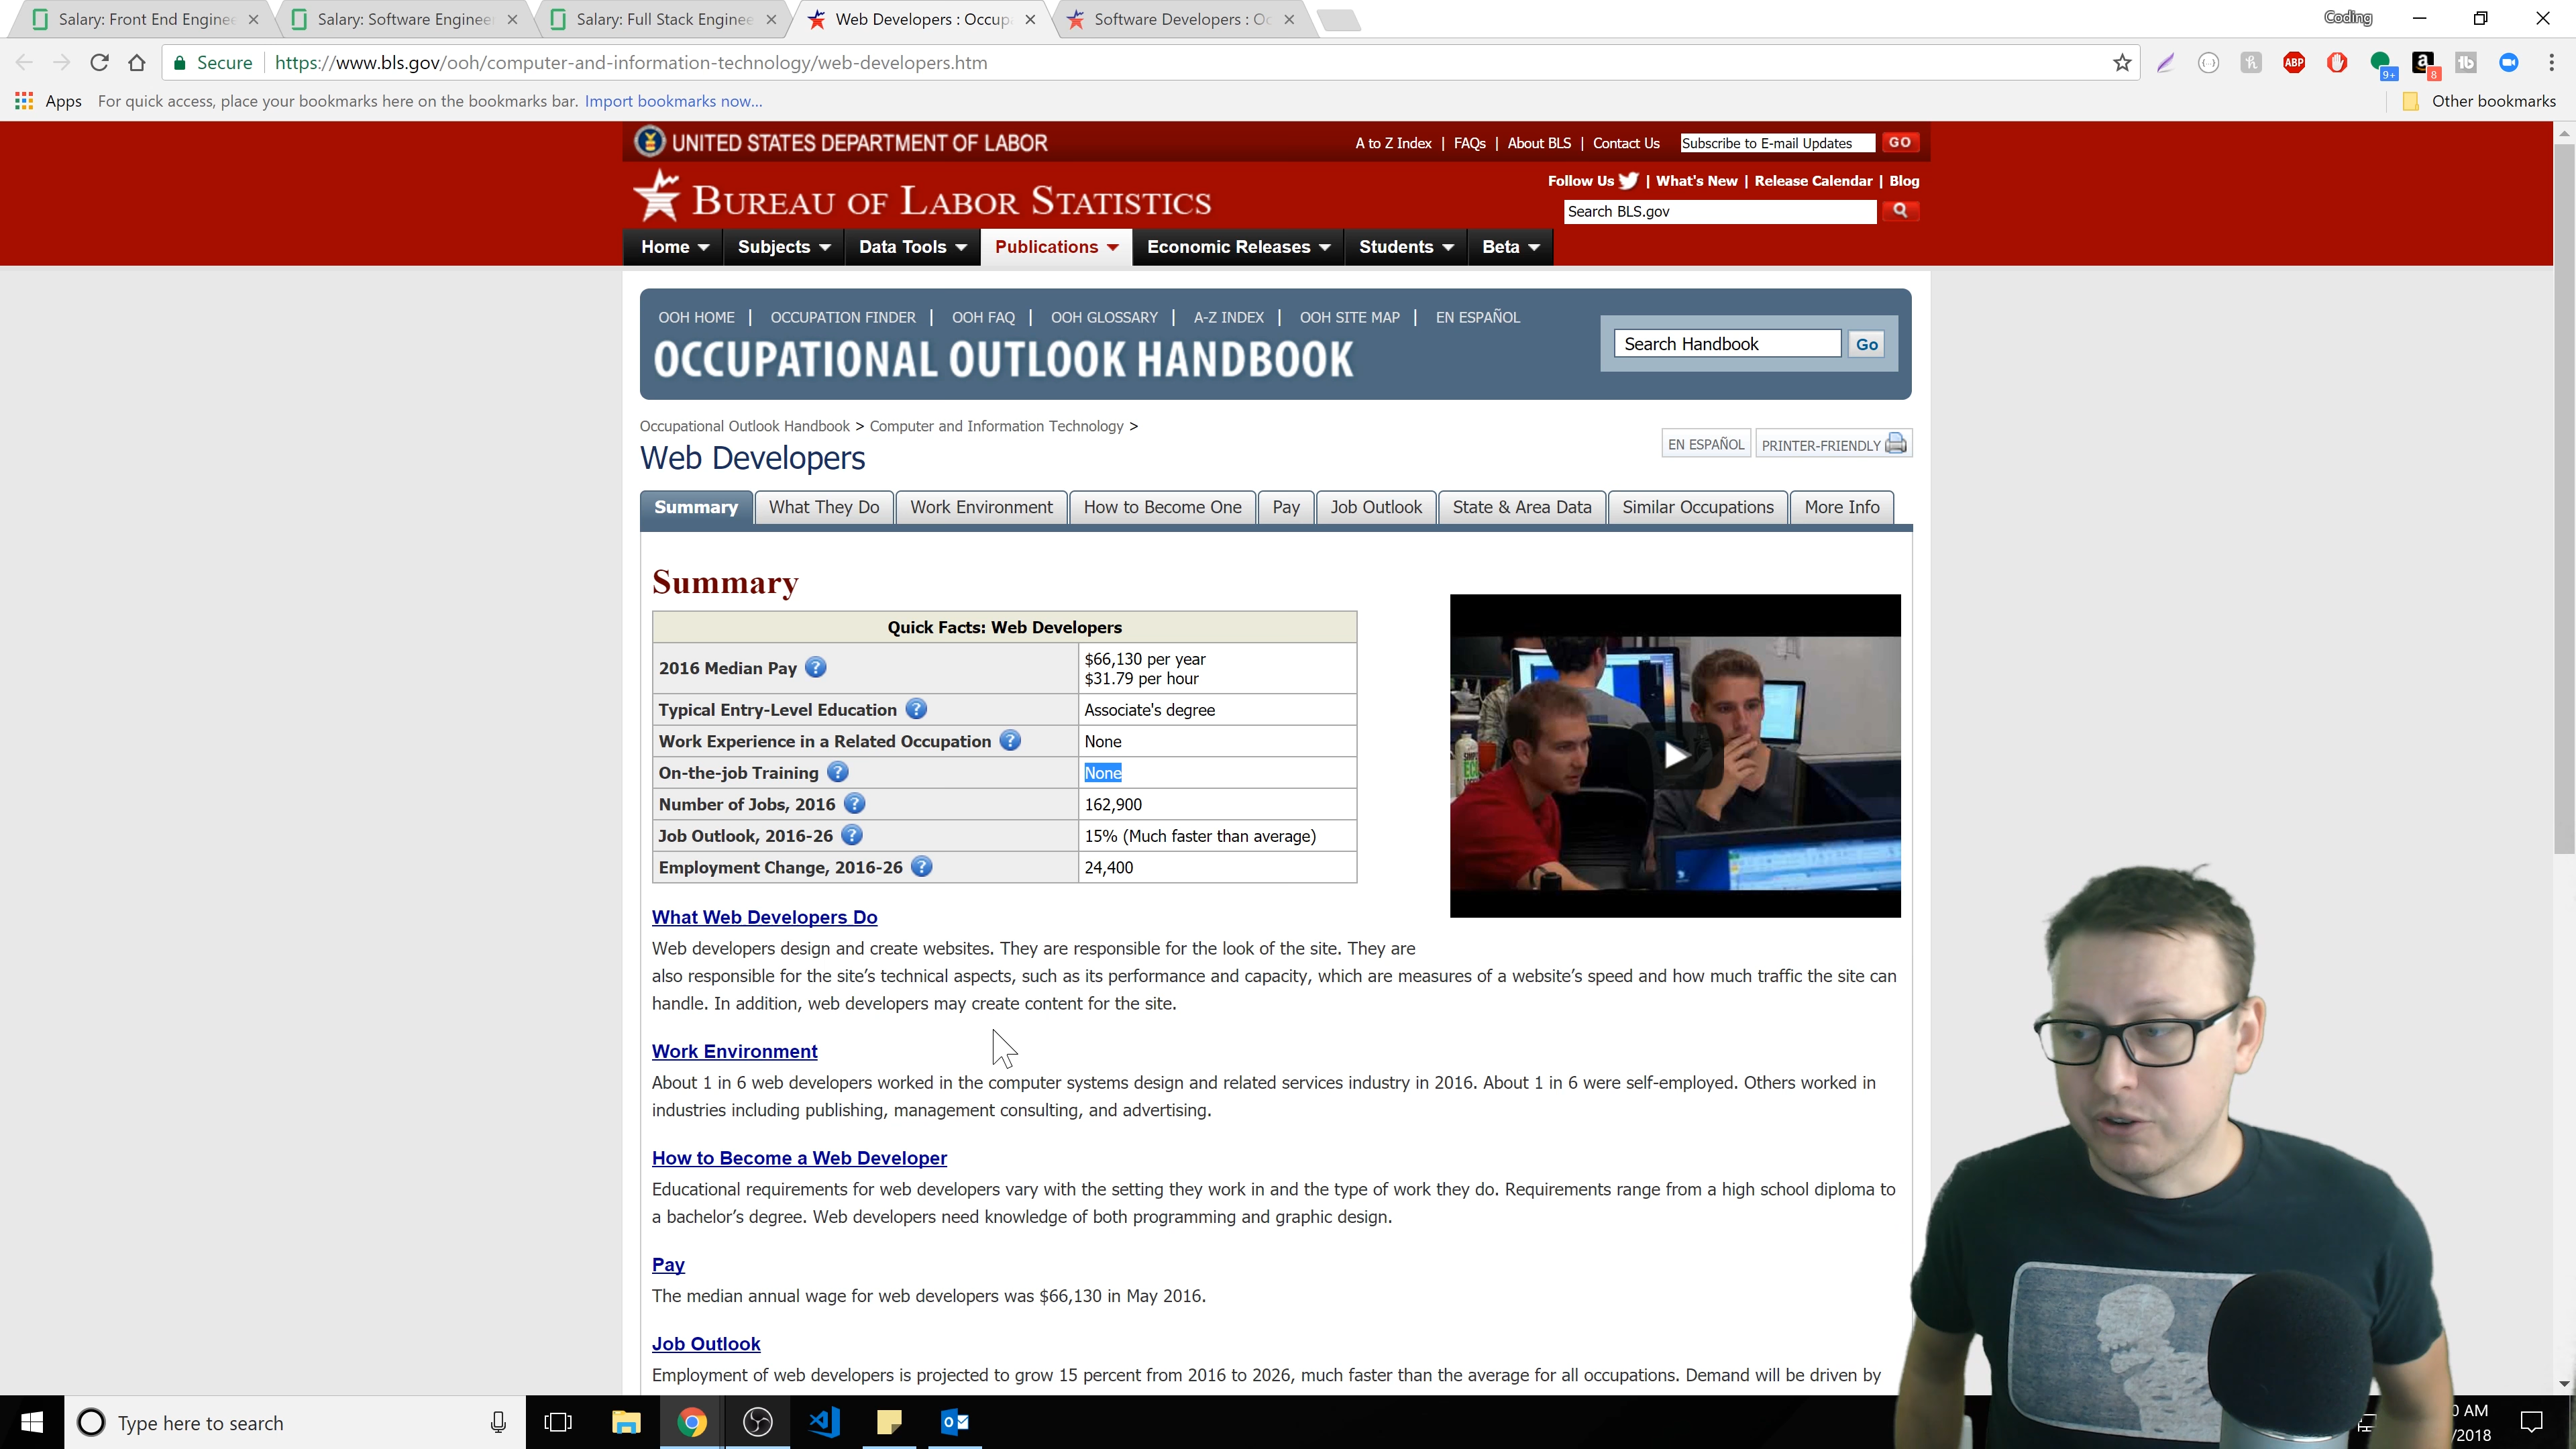 Salary: Front End Enginee
Salary: Software Enginee
Salary: Full Stack Enginee
Web Developers : Occup
Software Developers : Oc
Coding
Secure
https://www.bls.gov/ooh/computer-and-information-technology/web-developers.htm
ABP
9+
8
Apps
For quick access, place your bookmarks here on the bookmarks bar. Import bookmarks now...
Other bookmarks
UNITED STATES DEPARTMENT OF LABOR
A to Z Index | FAQs | About BLS | Contact Us
Subscribe to E-mail Updates
GO
BUREAU OF LABOR STATISTICS
Follow Us | What's New | Release Calendar | Blog
Search BLS.gov
Home
Subjects
Data Tools
Publications
Economic Releases
Students
Beta
OOH HOME | OCCUPATION FINDER | OOH FAQ | OOH GLOSSARY | A-Z INDEX | OOH SITE MAP | EN ESPAÑOL
OCCUPATIONAL OUTLOOK HANDBOOK
Search Handbook
Go
Occupational Outlook Handbook > Computer and Information Technology >
Web Developers
EN ESPAÑOL
PRINTER-FRIENDLY
Summary
What They Do
Work Environment
How to Become One
Pay
Job Outlook
State & Area Data
Similar Occupations
More Info
Summary
Quick Facts: Web Developers
2016 Median Pay
$66,130 per year
$31.79 per hour
Typical Entry-Level Education
Associate's degree
Work Experience in a Related Occupation
None
On-the-job Training
None
Number of Jobs, 2016
162,900
Job Outlook, 2016-26
15% (Much faster than average)
Employment Change, 2016-26
24,400
What Web Developers Do
Web developers design and create websites. They are responsible for the look of the site. They are
also responsible for the site’s technical aspects, such as its performance and capacity, which are measures of a website’s speed and how much traffic the site can
handle. In addition, web developers may create content for the site.
Work Environment
About 1 in 6 web developers worked in the computer systems design and related services industry in 2016. About 1 in 6 were self-employed. Others worked in
industries including publishing, management consulting, and advertising.
How to Become a Web Developer
Educational requirements for web developers vary with the setting they work in and the type of work they do. Requirements range from a high school diploma to
a bachelor’s degree. Web developers need knowledge of both programming and graphic design.
Pay
The median annual wage for web developers was $66,130 in May 2016.
Job Outlook
Employment of web developers is projected to grow 15 percent from 2016 to 2026, much faster than the average for all occupations. Demand will be driven by
Type here to search
0 AM
/2018